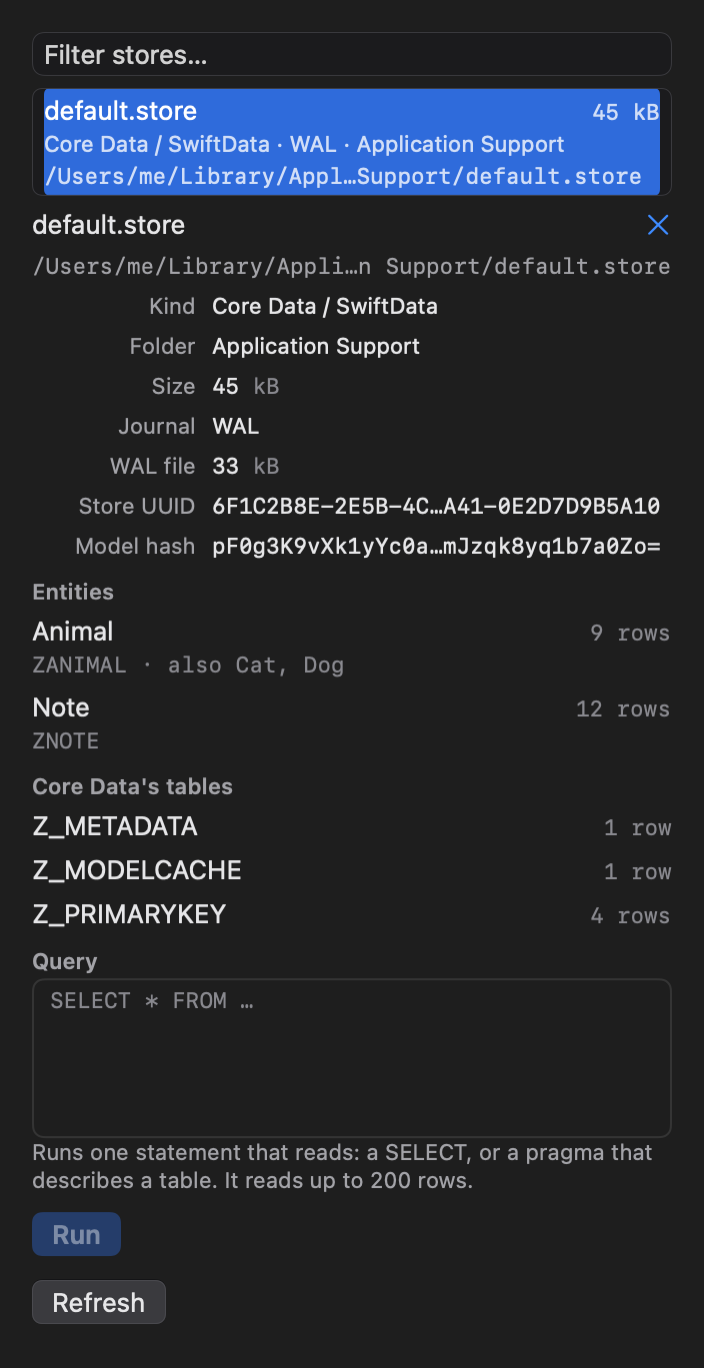 Filter stores…
default.store 45 kB
Core Data / SwiftData · WAL · Application Support
/Users/me/Library/Appl…Support/default.store
default.store
/Users/me/Library/Appli…n Support/default.store
Kind Core Data / SwiftData
Folder Application Support
Size 45 kB
Journal WAL
WAL file 33 kB
Store UUID 6F1C2B8E-2E5B-4C…A41-0E2D7D9B5A10
Model hash pF0g3K9vXk1yYc0a…mJzqk8yq1b7a0Zo=
Entities
Animal 9 rows
ZANIMAL · also Cat, Dog
Note 12 rows
ZNOTE
Core Data's tables
Z_METADATA 1 row
Z_MODELCACHE 1 row
Z_PRIMARYKEY 4 rows
Query
SELECT * FROM …
Runs one statement that reads: a SELECT, or a pragma that
describes a table. It reads up to 200 rows.
Run
Refresh